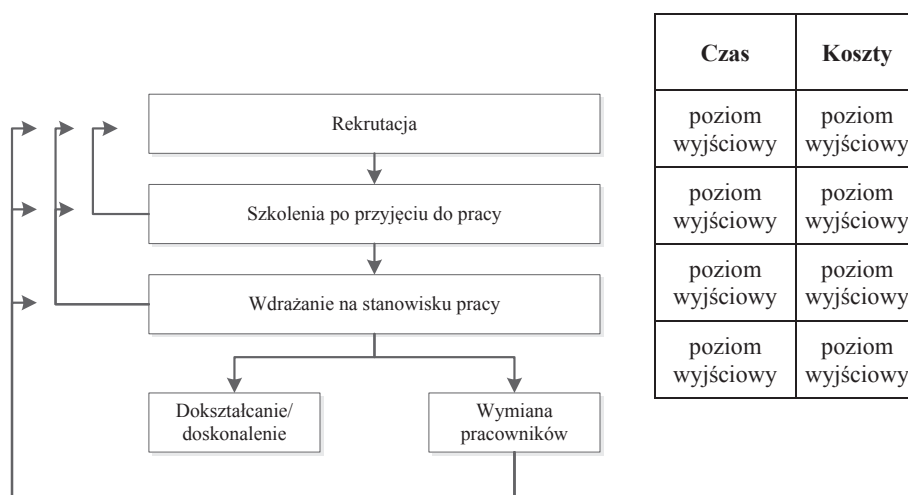 Rekrutacja
Szkolenia po przyjęciu do pracy
Wdrażanie na stanowisku pracy
Dokształcanie/
doskonalenie
Wymiana
pracowników
Czas Koszty
poziom poziom
wyjściowy wyjściowy
poziom poziom
wyjściowy wyjściowy
poziom poziom
wyjściowy wyjściowy
poziom poziom
wyjściowy wyjściowy